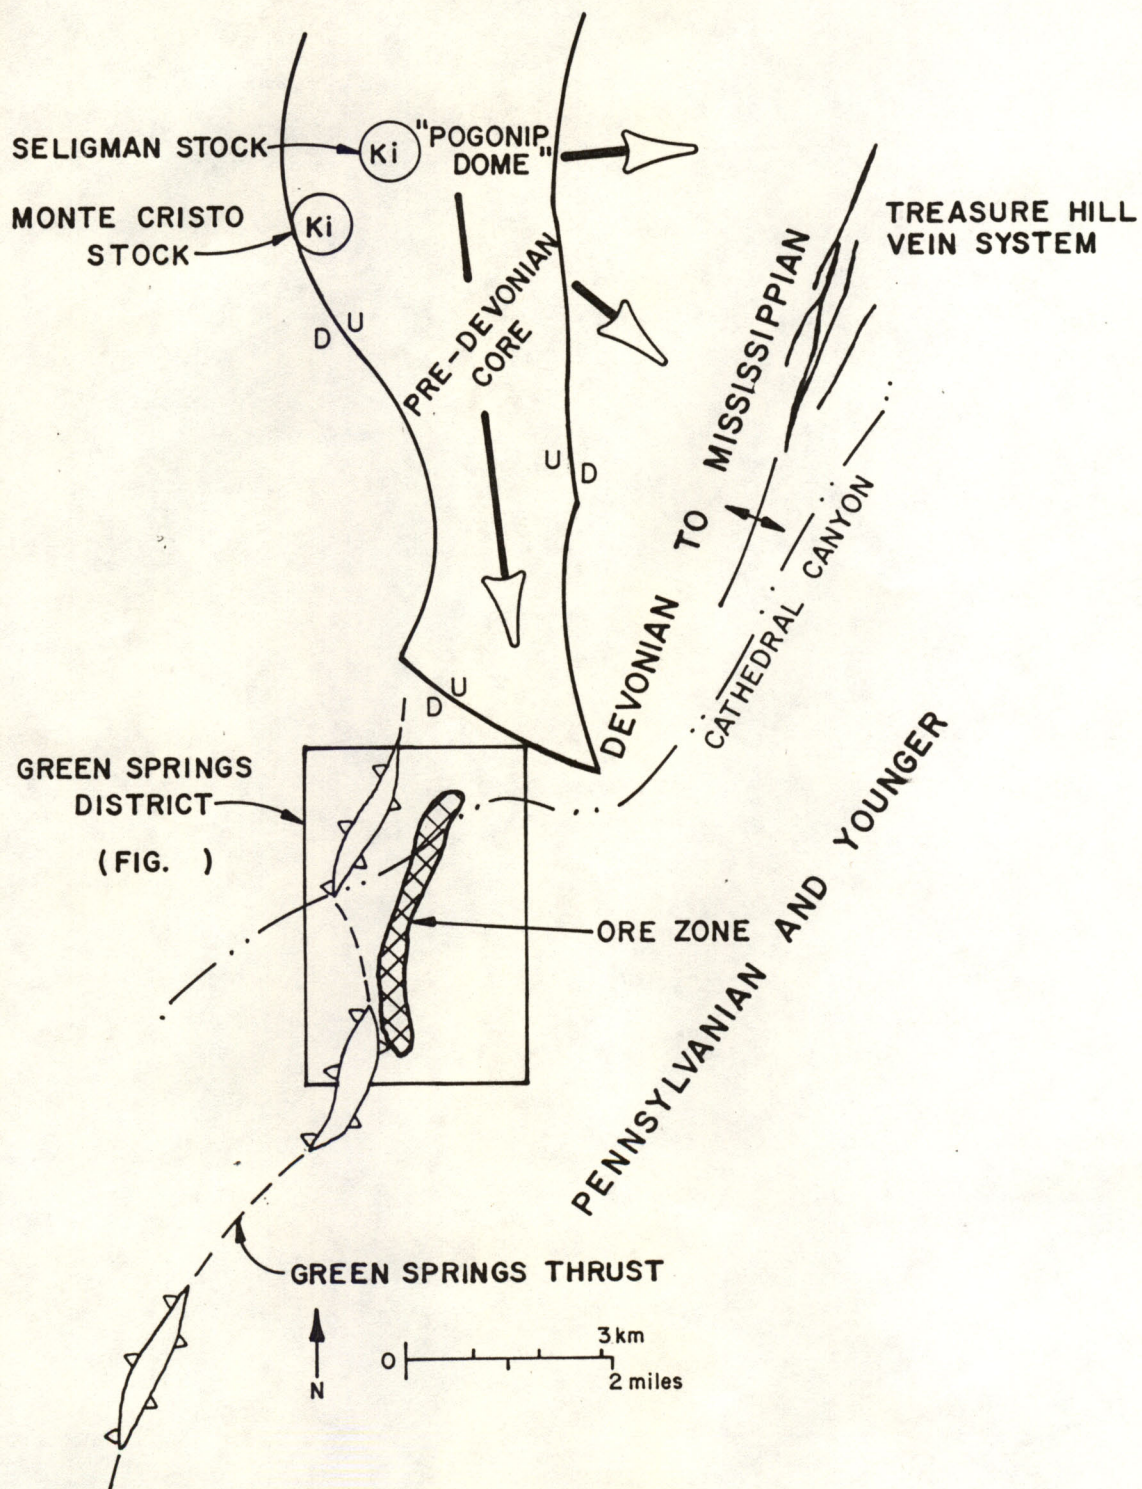 SELIGMAN STOCK
Ki
"POGONIP
DOME"
MONTE CRISTO
STOCK
Ki
TREASURE HILL
VEIN SYSTEM
D U
PRE-DEVONIAN
CORE
U D
DEVONIAN TO MISSISSIPPIAN
CATHEDRAL CANYON
D U
GREEN SPRINGS
DISTRICT
(FIG. )
ORE ZONE
PENNSYLVANIAN AND YOUNGER
GREEN SPRINGS THRUST
3 km
0
2 miles
N